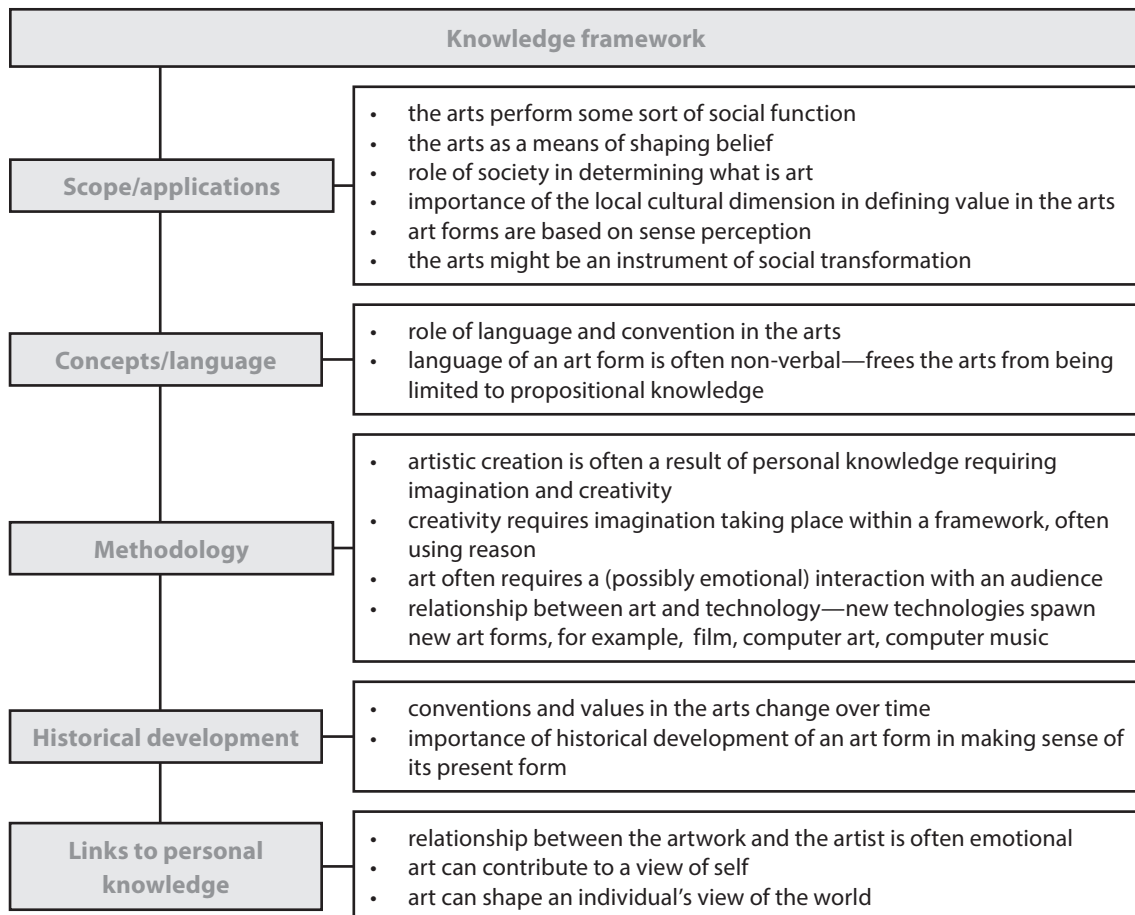 Knowledge framework
Scope/applications
• the arts perform some sort of social function
• the arts as a means of shaping belief
• role of society in determining what is art
• importance of the local cultural dimension in defining value in the arts
• art forms are based on sense perception
• the arts might be an instrument of social transformation
Concepts/language
• role of language and convention in the arts
• language of an art form is often non-verbal—frees the arts from being
limited to propositional knowledge
Methodology
• artistic creation is often a result of personal knowledge requiring
imagination and creativity
• creativity requires imagination taking place within a framework, often
using reason
• art often requires a (possibly emotional) interaction with an audience
• relationship between art and technology—new technologies spawn
new art forms, for example, film, computer art, computer music
Historical development
• conventions and values in the arts change over time
• importance of historical development of an art form in making sense of
its present form
Links to personal
knowledge
• relationship between the artwork and the artist is often emotional
• art can contribute to a view of self
• art can shape an individual's view of the world